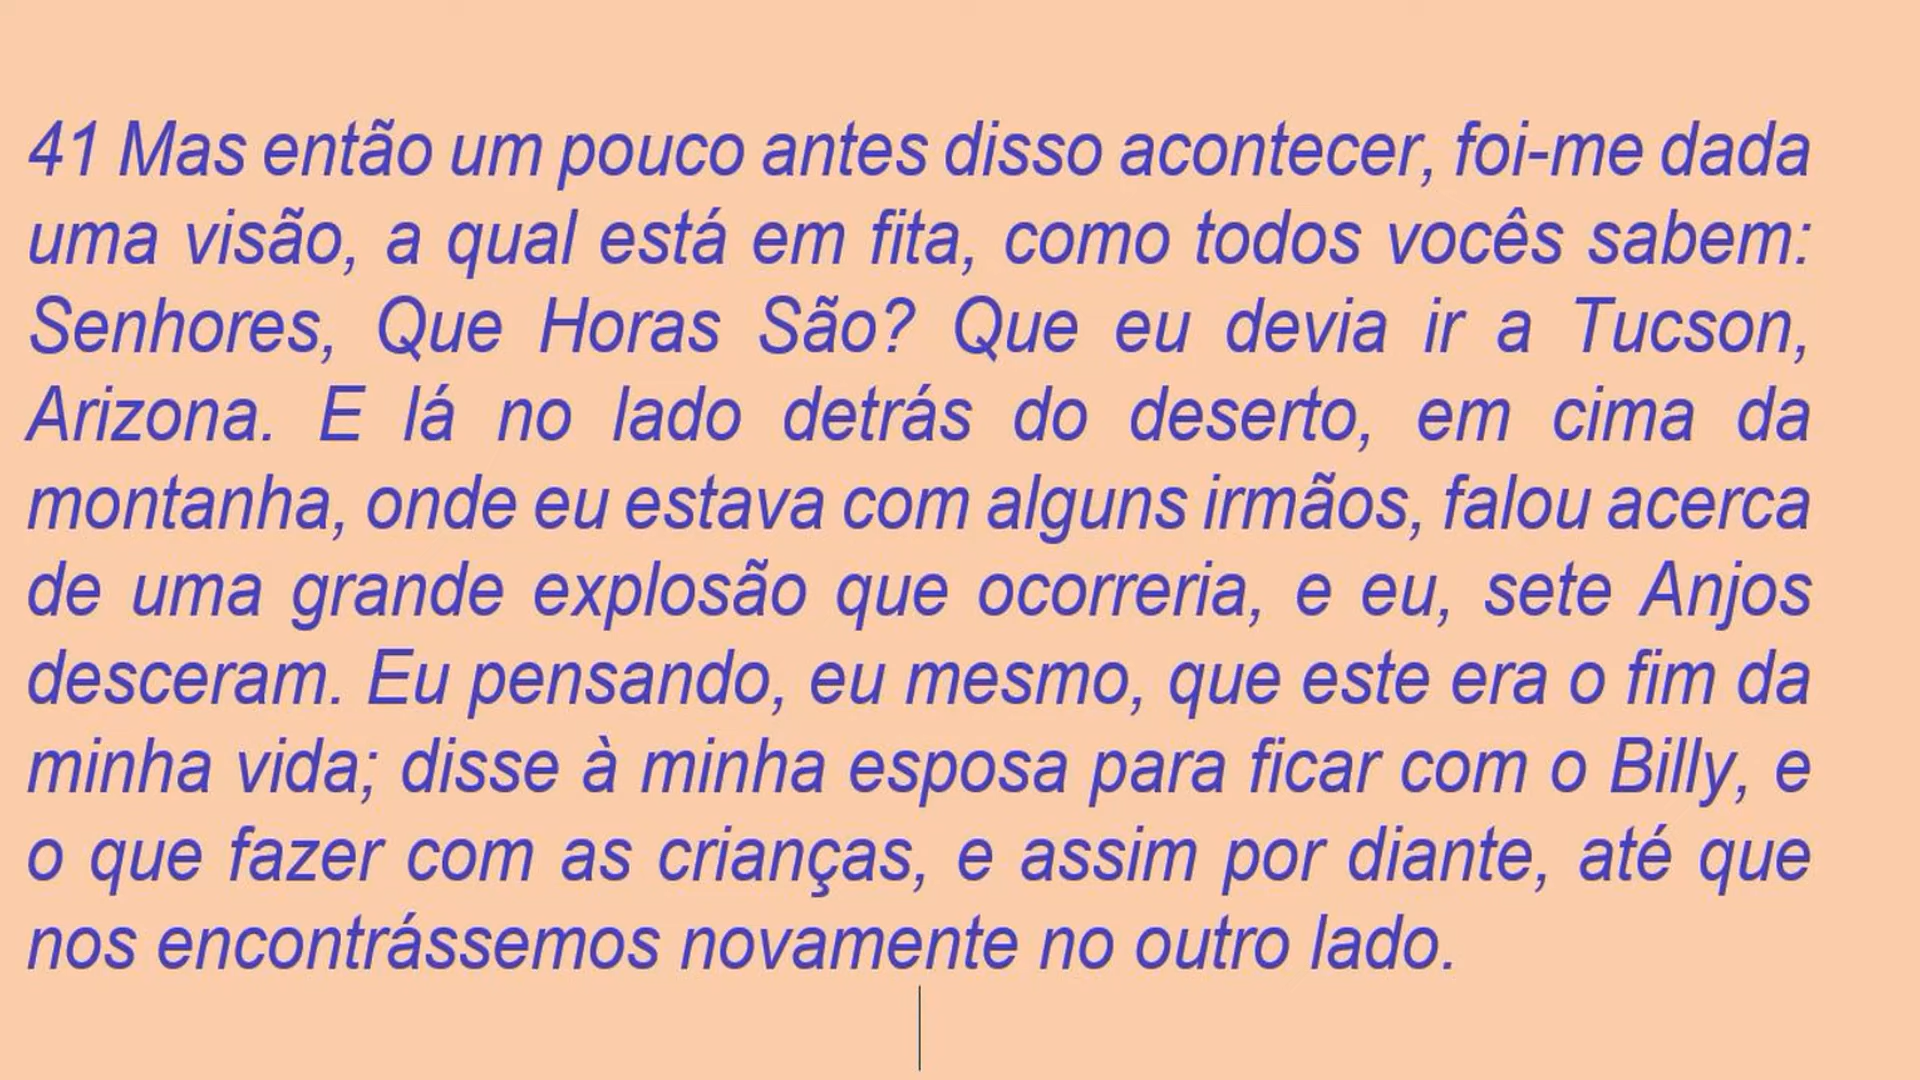 41 Mas então um pouco antes disso acontecer, foi-me dada
uma visão, a qual está em fita, como todos vocês sabem:
Senhores, Que Horas São? Que eu devia ir a Tucson,
Arizona. E lá no lado detrás do deserto, em cima da
montanha, onde eu estava com alguns irmãos, falou acerca
de uma grande explosão que ocorreria, e eu, sete Anjos
desceram. Eu pensando, eu mesmo, que este era o fim da
minha vida; disse à minha esposa para ficar com o Billy, e
o que fazer com as crianças, e assim por diante, até que
nos encontrássemos novamente no outro lado.